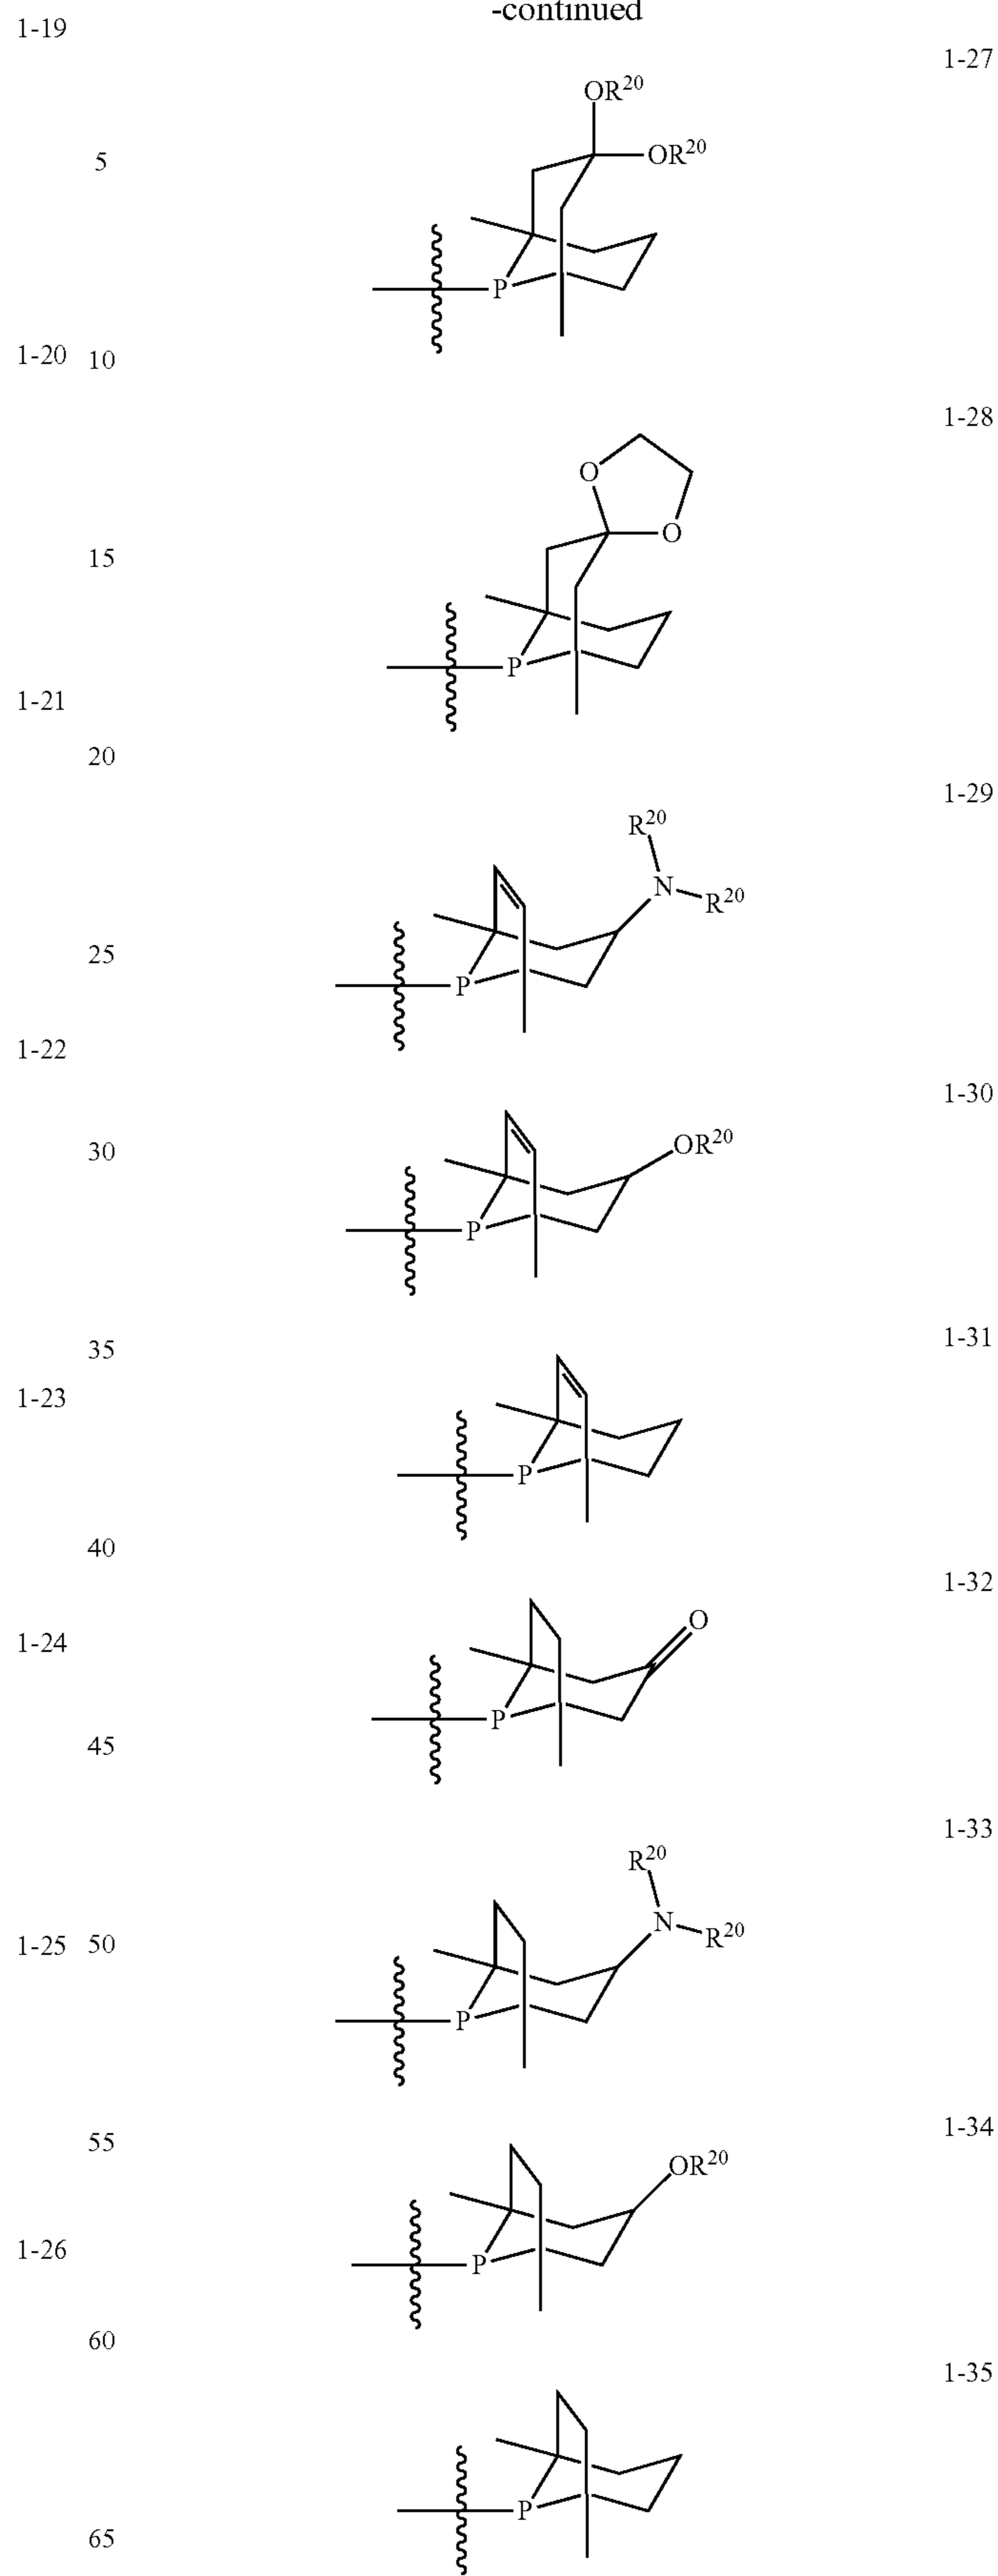 -continued
1-19
1-27
OR²⁰
5
OR²⁰
P
1-20
10
1-28
O
O
15
P
1-21
20
1-29
R²⁰
N
R²⁰
25
P
1-22
1-30
30
OR²⁰
P
35
1-31
1-23
P
40
1-32
1-24
O
P
45
1-33
R²⁰
N
R²⁰
1-25
50
P
1-34
55
OR²⁰
1-26
P
60
1-35
P
65